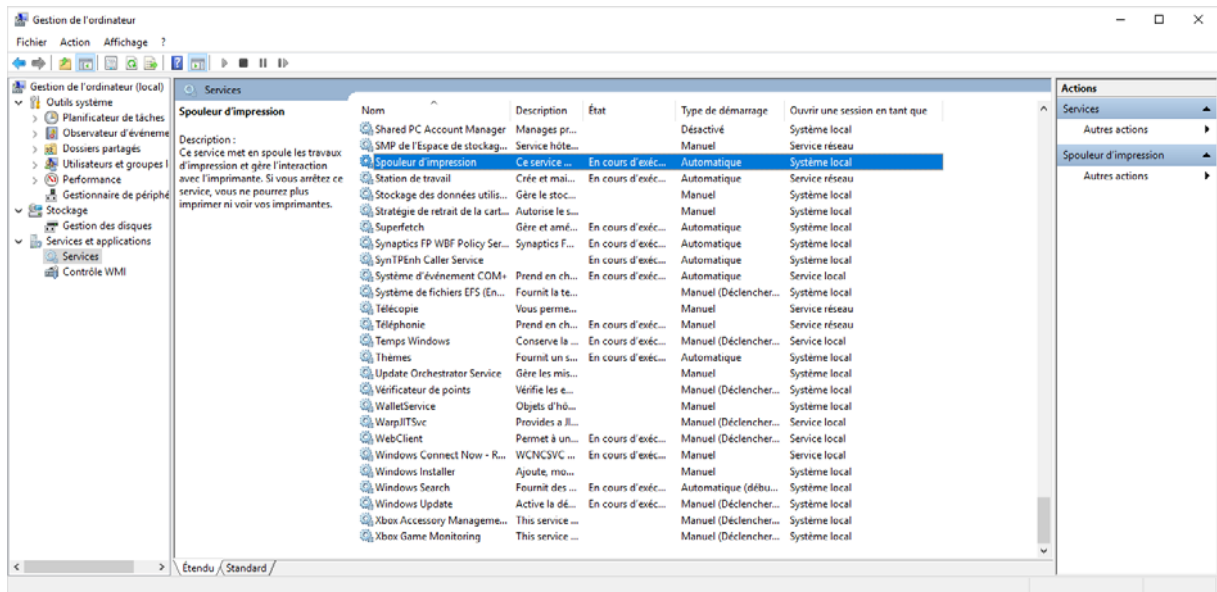 Gestion de l'ordinateur
Fichier Action Affichage ?
Gestion de l'ordinateur (local)
Outils système
Planificateur de tâches
Observateur d'événeme
Dossiers partagés
Utilisateurs et groupes l
Performance
Gestionnaire de périphé
Stockage
Gestion des disques
Services et applications
Services
Contrôle WMI
Services
Spouleur d'impression
Description :
Ce service met en spoule les travaux
d'impression et gère l'interaction
avec l'imprimante. Si vous arrêtez ce
service, vous ne pourrez plus
imprimer ni voir vos imprimantes.
Nom Description État Type de démarrage Ouvrir une session en tant que
Shared PC Account Manager Manages pr... Désactivé Système local
SMP de l'Espace de stockag... Service hôte... Manuel Service réseau
Spouleur d'impression Ce service ... En cours d'exéc... Automatique Système local
Station de travail Crée et mai... En cours d'exéc... Automatique Service réseau
Stockage des données utilis... Gère le stoc... Manuel Système local
Stratégie de retrait de la cart... Autorise le s... Manuel Système local
Superfetch Gère et amé... En cours d'exéc... Automatique Système local
Synaptics FP WBF Policy Ser... Synaptics F... En cours d'exéc... Automatique Système local
SynTPEnh Caller Service En cours d'exéc... Automatique Système local
Système d'événement COM+ Prend en ch... En cours d'exéc... Automatique Service local
Système de fichiers EFS (En... Fournit la te... Manuel (Déclencher... Système local
Télécopie Vous perme... Manuel Service réseau
Téléphonie Prend en ch... En cours d'exéc... Manuel Service réseau
Temps Windows Conserve la ... En cours d'exéc... Manuel (Déclencher... Service local
Thèmes Fournit un s... En cours d'exéc... Automatique Système local
Update Orchestrator Service Gère les mis... Manuel Système local
Vérificateur de points Vérifie les e... Manuel (Déclencher... Système local
WalletService Objets d'hô... Manuel Système local
WarpJITSvc Provides a JI... Manuel (Déclencher... Service local
WebClient Permet à un... En cours d'exéc... Manuel (Déclencher... Service local
Windows Connect Now - R... WCNCSVC ... En cours d'exéc... Manuel Service local
Windows Installer Ajoute, mo... Manuel Système local
Windows Search Fournit des ... En cours d'exéc... Automatique (débu... Système local
Windows Update Active la dé... En cours d'exéc... Manuel (Déclencher... Système local
Xbox Accessory Manageme... This service ... Manuel (Déclencher... Système local
Xbox Game Monitoring This service ... Manuel (Déclencher... Système local
Étendu Standard
Actions
Services
Autres actions
Spouleur d'impression
Autres actions